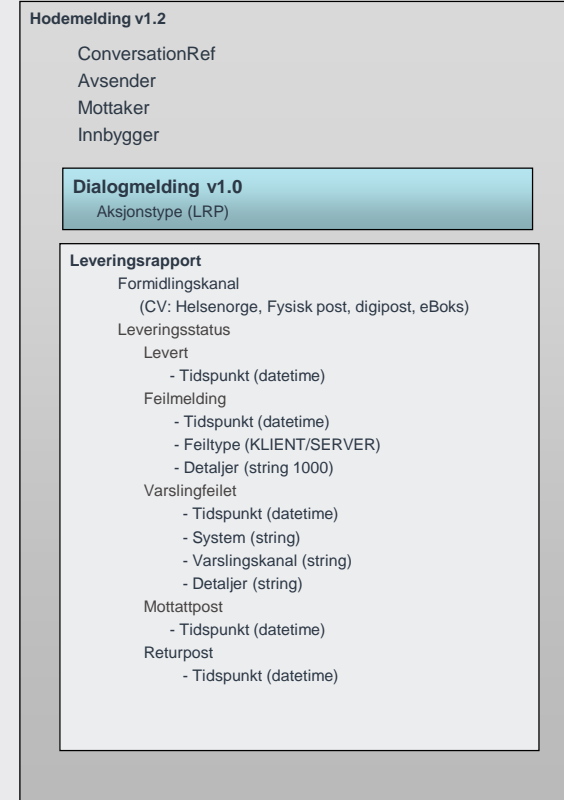 Hodemelding v1.2
ConversationRef
Avsender
Mottaker
Innbygger
Dialogmelding v1.0
Aksjonstype (LRP)
Leveringsrapport
Formidlingskanal
(CV: Helsenorge, Fysisk post, digipost, eBoks)
Leveringsstatus
Levert
- Tidspunkt (datetime)
Feilmelding
- Tidspunkt (datetime)
- Feiltype (KLIENT/SERVER)
- Detaljer (string 1000)
Varslingfeilet
- Tidspunkt (datetime)
- System (string)
- Varslingskanal (string)
- Detaljer (string)
Mottattpost
- Tidspunkt (datetime)
Returpost
- Tidspunkt (datetime)